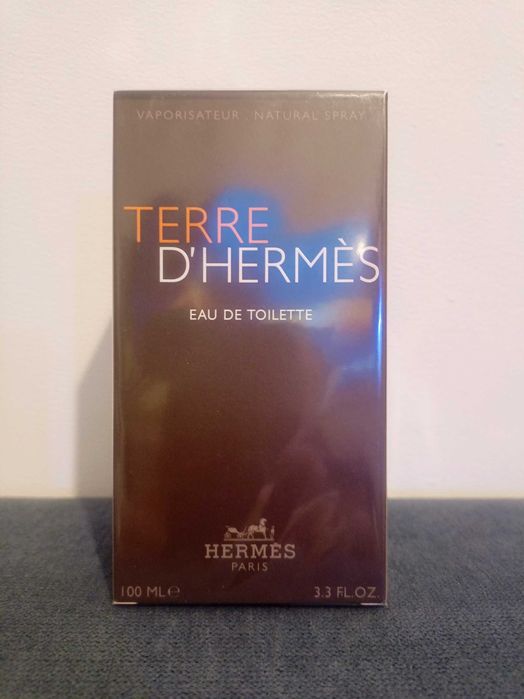 VAPORISATEUR . NATURAL SPRAY
TERRE
D'HERMÈS
EAU DE TOILETTE
HERMÈS
PARIS
100 ML ℮ 3.3 FL.OZ.